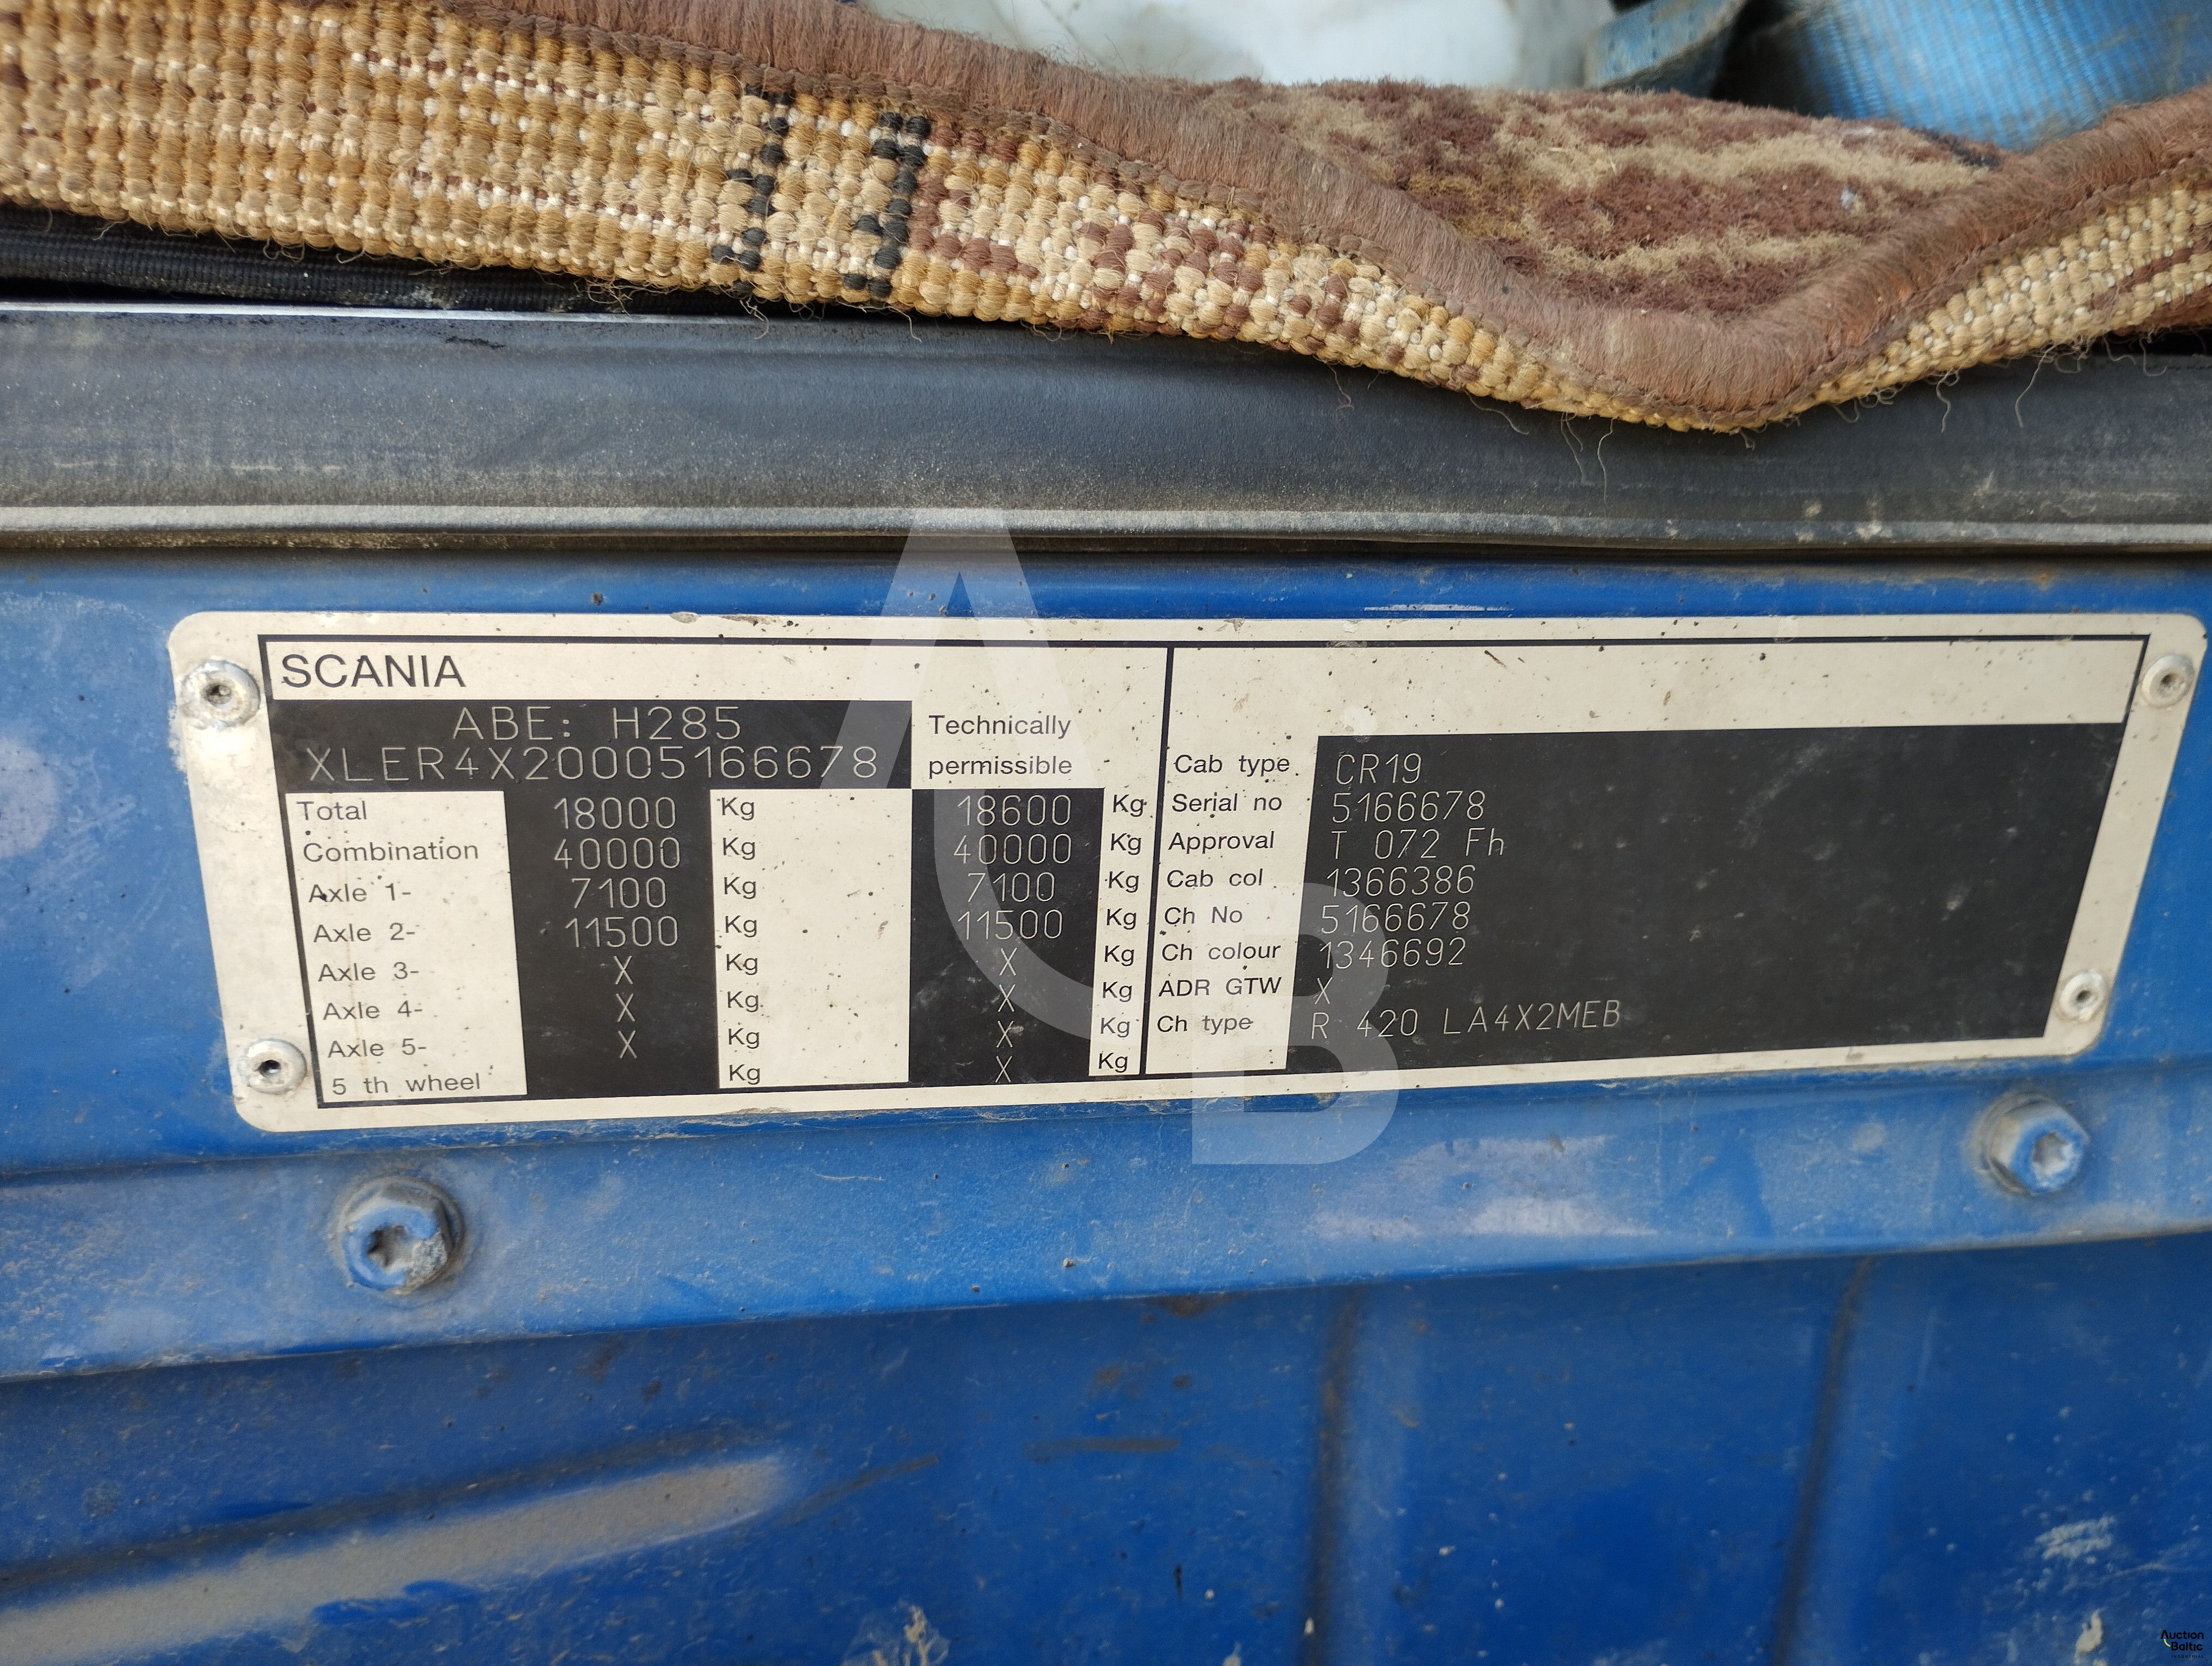 SCANIA
ABE: H285
XLER4X20005166678
Technically
permissible
Total 18000 Kg 18600 Kg
Combination 40000 Kg 40000 Kg
Axle 1- 7100 Kg 7100 Kg
Axle 2- 11500 Kg 11500 Kg
Axle 3- X Kg X Kg
Axle 4- X Kg X Kg
Axle 5- X Kg X Kg
5 th wheel Kg X Kg
Cab type CR19
Serial no 5166678
Approval T 072 Fh
Cab col 1366386
Ch No 5166678
Ch colour 1346692
ADR GTW X
Ch type R 420 LA4X2MEB
AB
Auction
Baltic